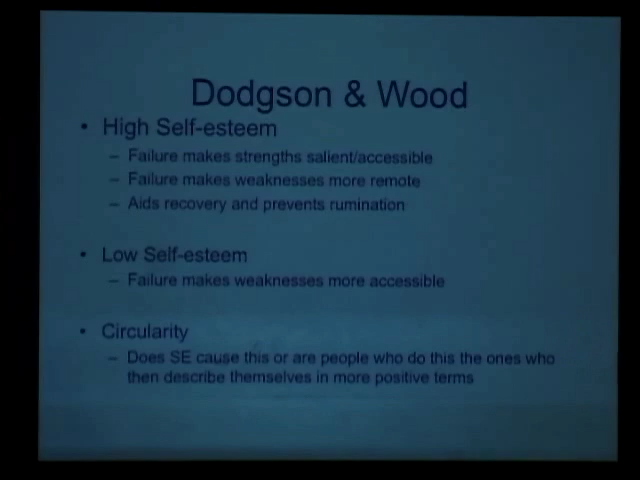 Dodgson & Wood
• High Self-esteem
– Failure makes strengths salient/accessible
– Failure makes weaknesses more remote
– Aids recovery and prevents rumination
• Low Self-esteem
– Failure makes weaknesses more accessible
• Circularity
– Does SE cause this or are people who do this the ones who
then describe themselves in more positive terms